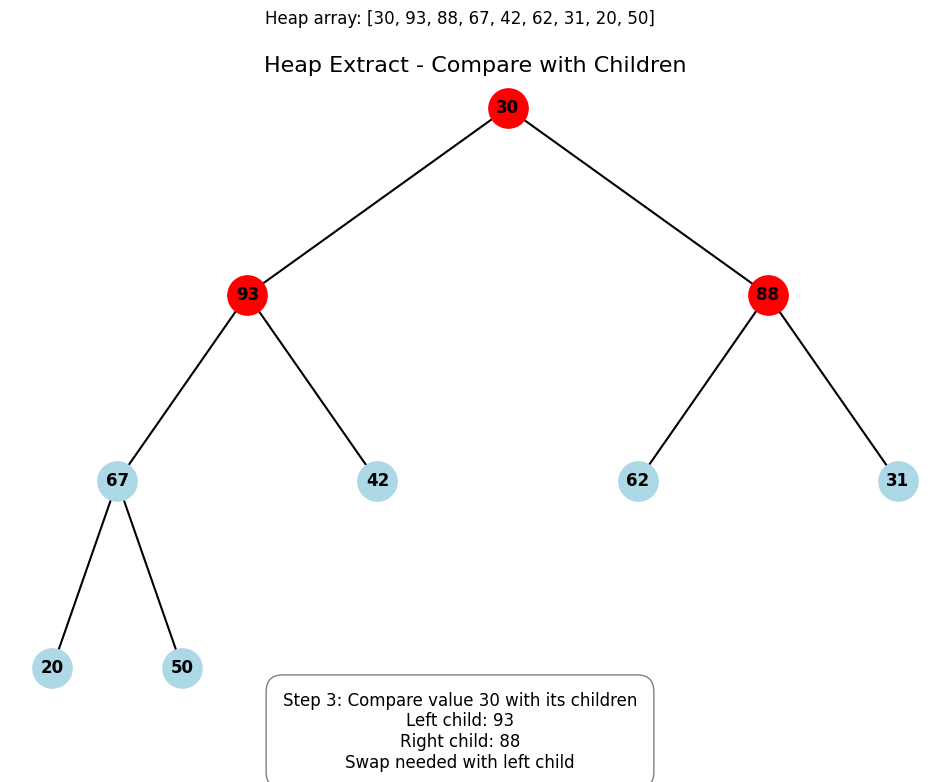 Heap array: [30, 93, 88, 67, 42, 62, 31, 20, 50]
Heap Extract - Compare with Children
30
93
88
67
42
62
31
20
50
Step 3: Compare value 30 with its children
Left child: 93
Right child: 88
Swap needed with left child